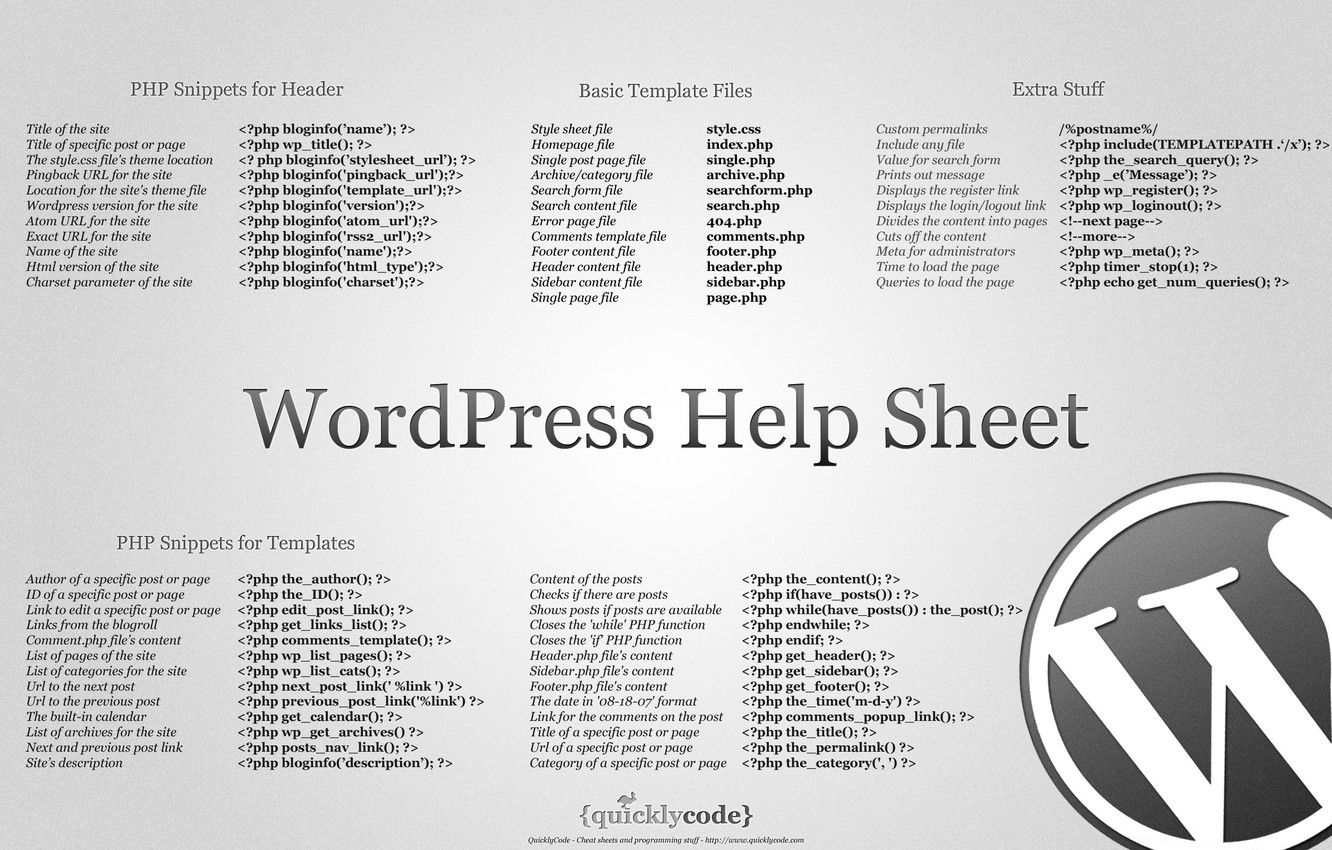 PHP Snippets for Header
Title of the site <?php bloginfo(’name’); ?>
Title of specific post or page <?php wp_title(); ?>
The style.css file's theme location <? php bloginfo(’stylesheet_url’); ?>
Pingback URL for the site <?php bloginfo('pingback_url');?>
Location for the site's theme file <?php bloginfo('template_url');?>
Wordpress version for the site <?php bloginfo('version');?>
Atom URL for the site <?php bloginfo('atom_url');?>
Exact URL for the site <?php bloginfo('rss2_url');?>
Name of the site <?php bloginfo('name');?>
Html version of the site <?php bloginfo('html_type');?>
Charset parameter of the site <?php bloginfo('charset');?>
Basic Template Files
Style sheet file style.css
Homepage file index.php
Single post page file single.php
Archive/category file archive.php
Search form file searchform.php
Search content file search.php
Error page file 404.php
Comments template file comments.php
Footer content file footer.php
Header content file header.php
Sidebar content file sidebar.php
Single page file page.php
Extra Stuff
Custom permalinks /%postname%/
Include any file <?php include(TEMPLATEPATH .‘/x’); ?>
Value for search form <?php the_search_query(); ?>
Prints out message <?php _e(’Message’); ?>
Displays the register link <?php wp_register(); ?>
Displays the login/logout link <?php wp_loginout(); ?>
Divides the content into pages <!--next page-->
Cuts off the content <!--more-->
Meta for administrators <?php wp_meta(); ?>
Time to load the page <?php timer_stop(1); ?>
Queries to load the page <?php echo get_num_queries(); ?>
WordPress Help Sheet
PHP Snippets for Templates
Author of a specific post or page <?php the_author(); ?>
ID of a specific post or page <?php the_ID(); ?>
Link to edit a specific post or page <?php edit_post_link(); ?>
Links from the blogroll <?php get_links_list(); ?>
Comment.php file’s content <?php comments_template(); ?>
List of pages of the site <?php wp_list_pages(); ?>
List of categories for the site <?php wp_list_cats(); ?>
Url to the next post <?php next_post_link(' %link ') ?>
Url to the previous post <?php previous_post_link('%link') ?>
The built-in calendar <?php get_calendar(); ?>
List of archives for the site <?php wp_get_archives() ?>
Next and previous post link <?php posts_nav_link(); ?>
Site’s description <?php bloginfo(’description’); ?>
Content of the posts <?php the_content(); ?>
Checks if there are posts <?php if(have_posts()) : ?>
Shows posts if posts are available <?php while(have_posts()) : the_post(); ?>
Closes the 'while' PHP function <?php endwhile; ?>
Closes the 'if' PHP function <?php endif; ?>
Header.php file's content <?php get_header(); ?>
Sidebar.php file's content <?php get_sidebar(); ?>
Footer.php file's content <?php get_footer(); ?>
The date in '08-18-07' format <?php the_time('m-d-y') ?>
Link for the comments on the post <?php comments_popup_link(); ?>
Title of a specific post or page <?php the_title(); ?>
Url of a specific post or page <?php the_permalink() ?>
Category of a specific post or page <?php the_category(', ') ?>
{quicklycode}
QuicklyCode - Cheat sheets and programming stuff - http://www.quicklycode.com
W